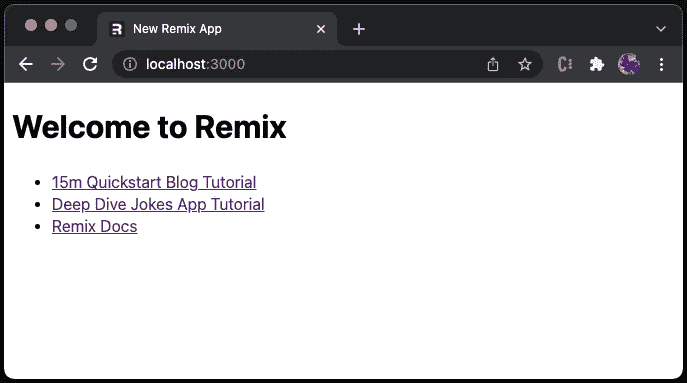 New Remix App
localhost:3000
Welcome to Remix
15m Quickstart Blog Tutorial
Deep Dive Jokes App Tutorial
Remix Docs